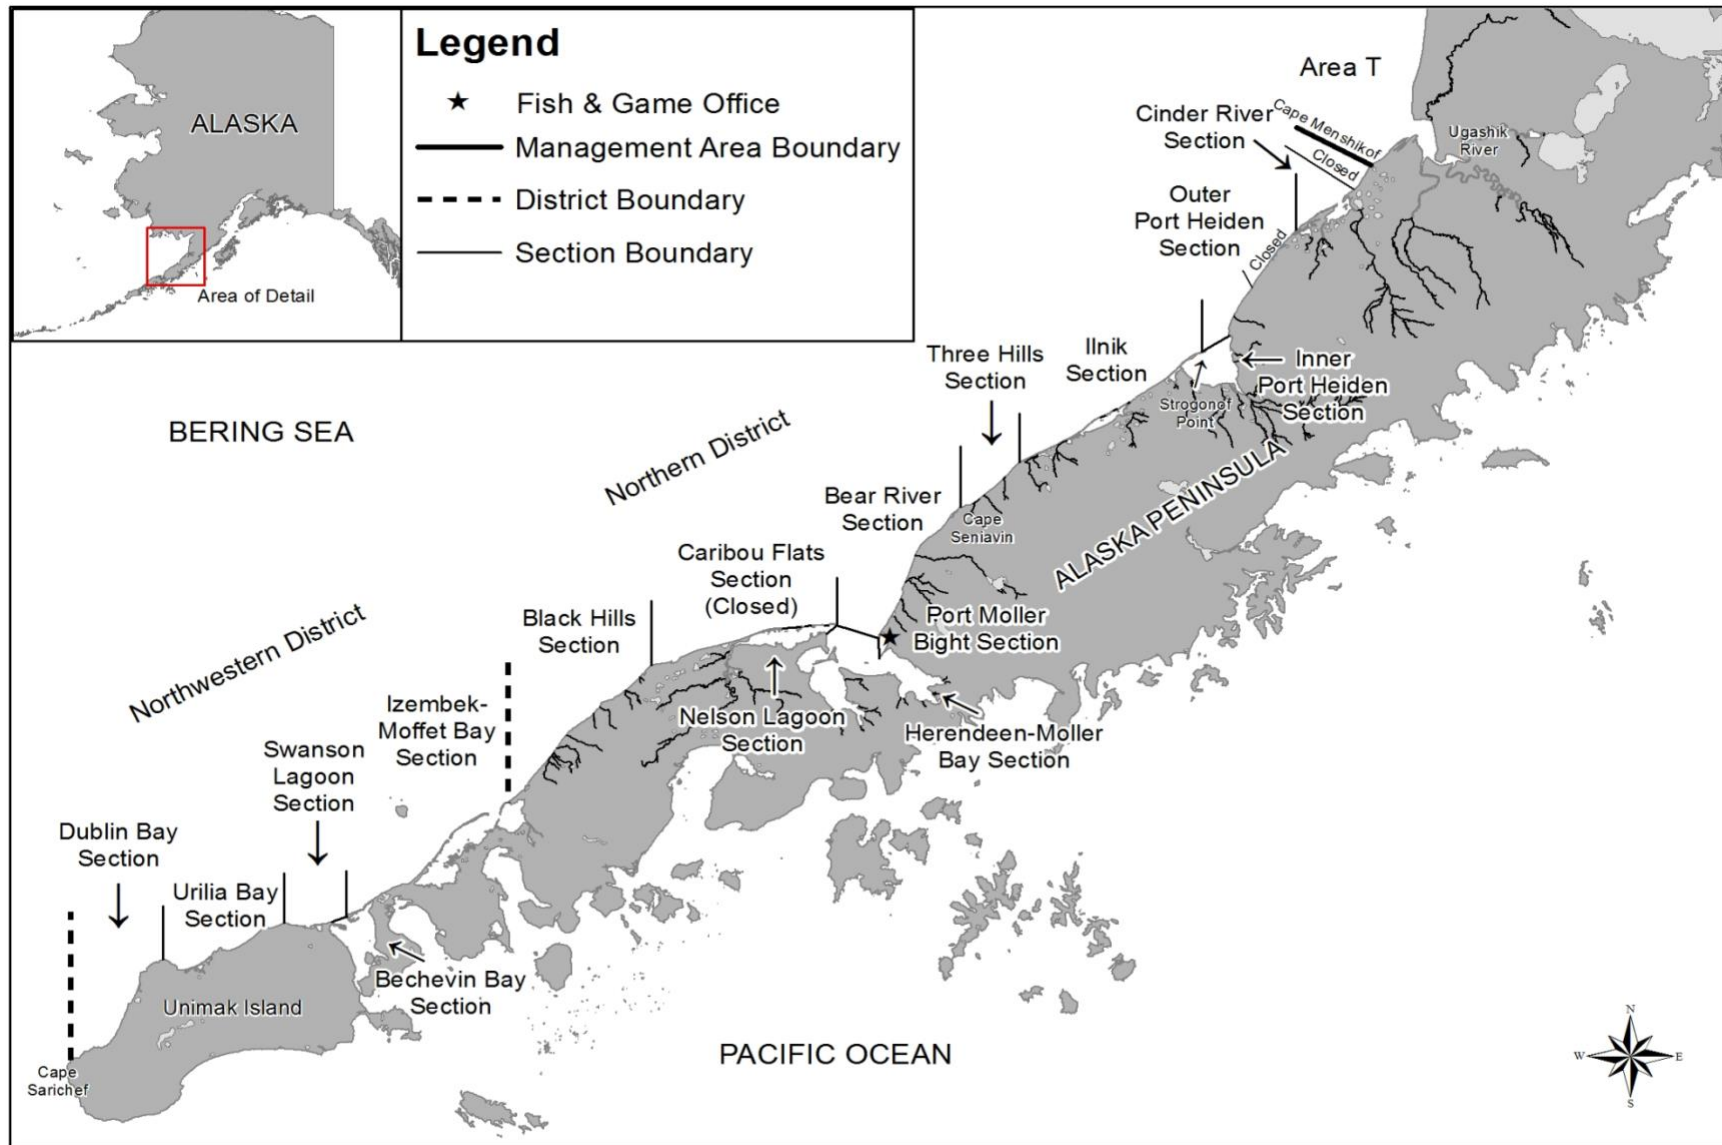 ALASKA
Area of Detail
Legend
Fish & Game Office
Management Area Boundary
District Boundary
Section Boundary
Area T
Cinder River
Section
Cape Menshikof
Closed
Ugashik
River
Outer
Port Heiden
Section
Closed
Inner
Port Heiden
Section
Strogonof
Point
Ilnik
Section
Three Hills
Section
BERING SEA
Northern District
ALASKA PENINSULA
Bear River
Section
Cape
Seniavin
Caribou Flats
Section
(Closed)
Port Moller
Bight Section
Black Hills
Section
Northwestern District
Nelson Lagoon
Section
Herendeen-Moller
Bay Section
Izembek-
Moffet Bay
Section
Swanson
Lagoon
Section
Dublin Bay
Section
Urilia Bay
Section
Bechevin Bay
Section
Unimak Island
Cape
Sarichef
PACIFIC OCEAN
N
W
E
S